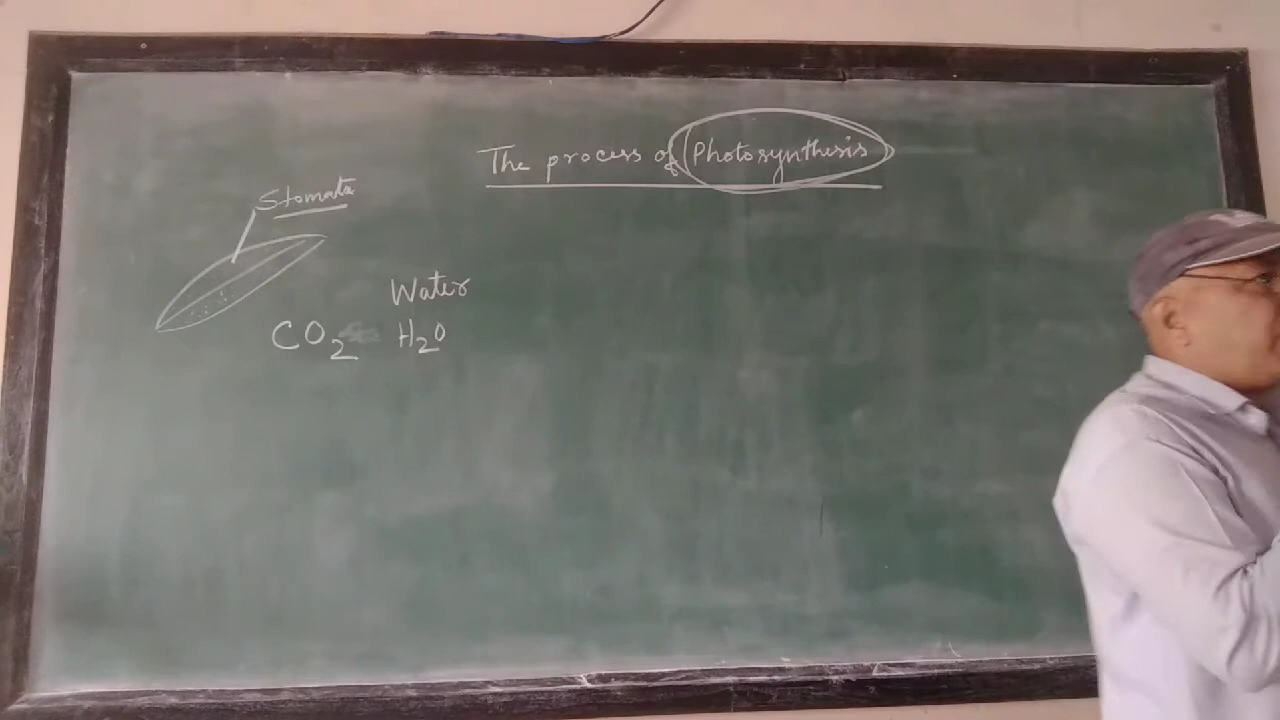 The process of Photosynthesis
Stomata
Water
CO2 H2O